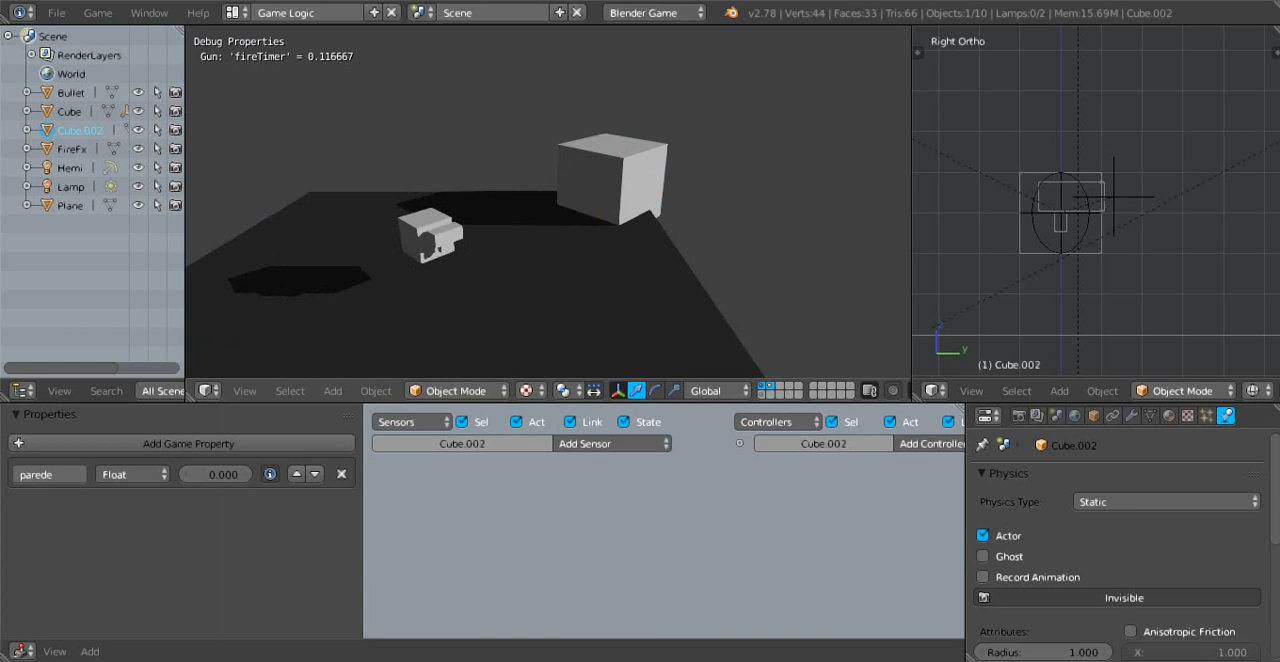 File Game Window Help Game Logic Scene Blender Game v2.78 | Verts:44 | Faces:33 | Tris:66 | Objects:1/10 | Lamps:0/2 | Mem:15.69M | Cube.002
Scene
RenderLayers
World
Bullet
Cube
Cube.002
FireFx
Hemi
Lamp
Plane
View Search All Scene
Debug Properties
Gun: 'fireTimer' = 0.116667
View Select Add Object Object Mode Global
Right Ortho
z
y
(1) Cube.002
View Select Add Object Object Mode
Properties
Add Game Property
parede Float 0.000
View Add
Sensors Sel Act Link State
Cube.002 Add Sensor
Controllers Sel Act L
Cube.002 Add Controlle
Cube.002
Physics
Physics Type: Static
Actor
Ghost
Record Animation
Invisible
Attributes: Anisotropic Friction
Radius: 1.000 X: 1.000